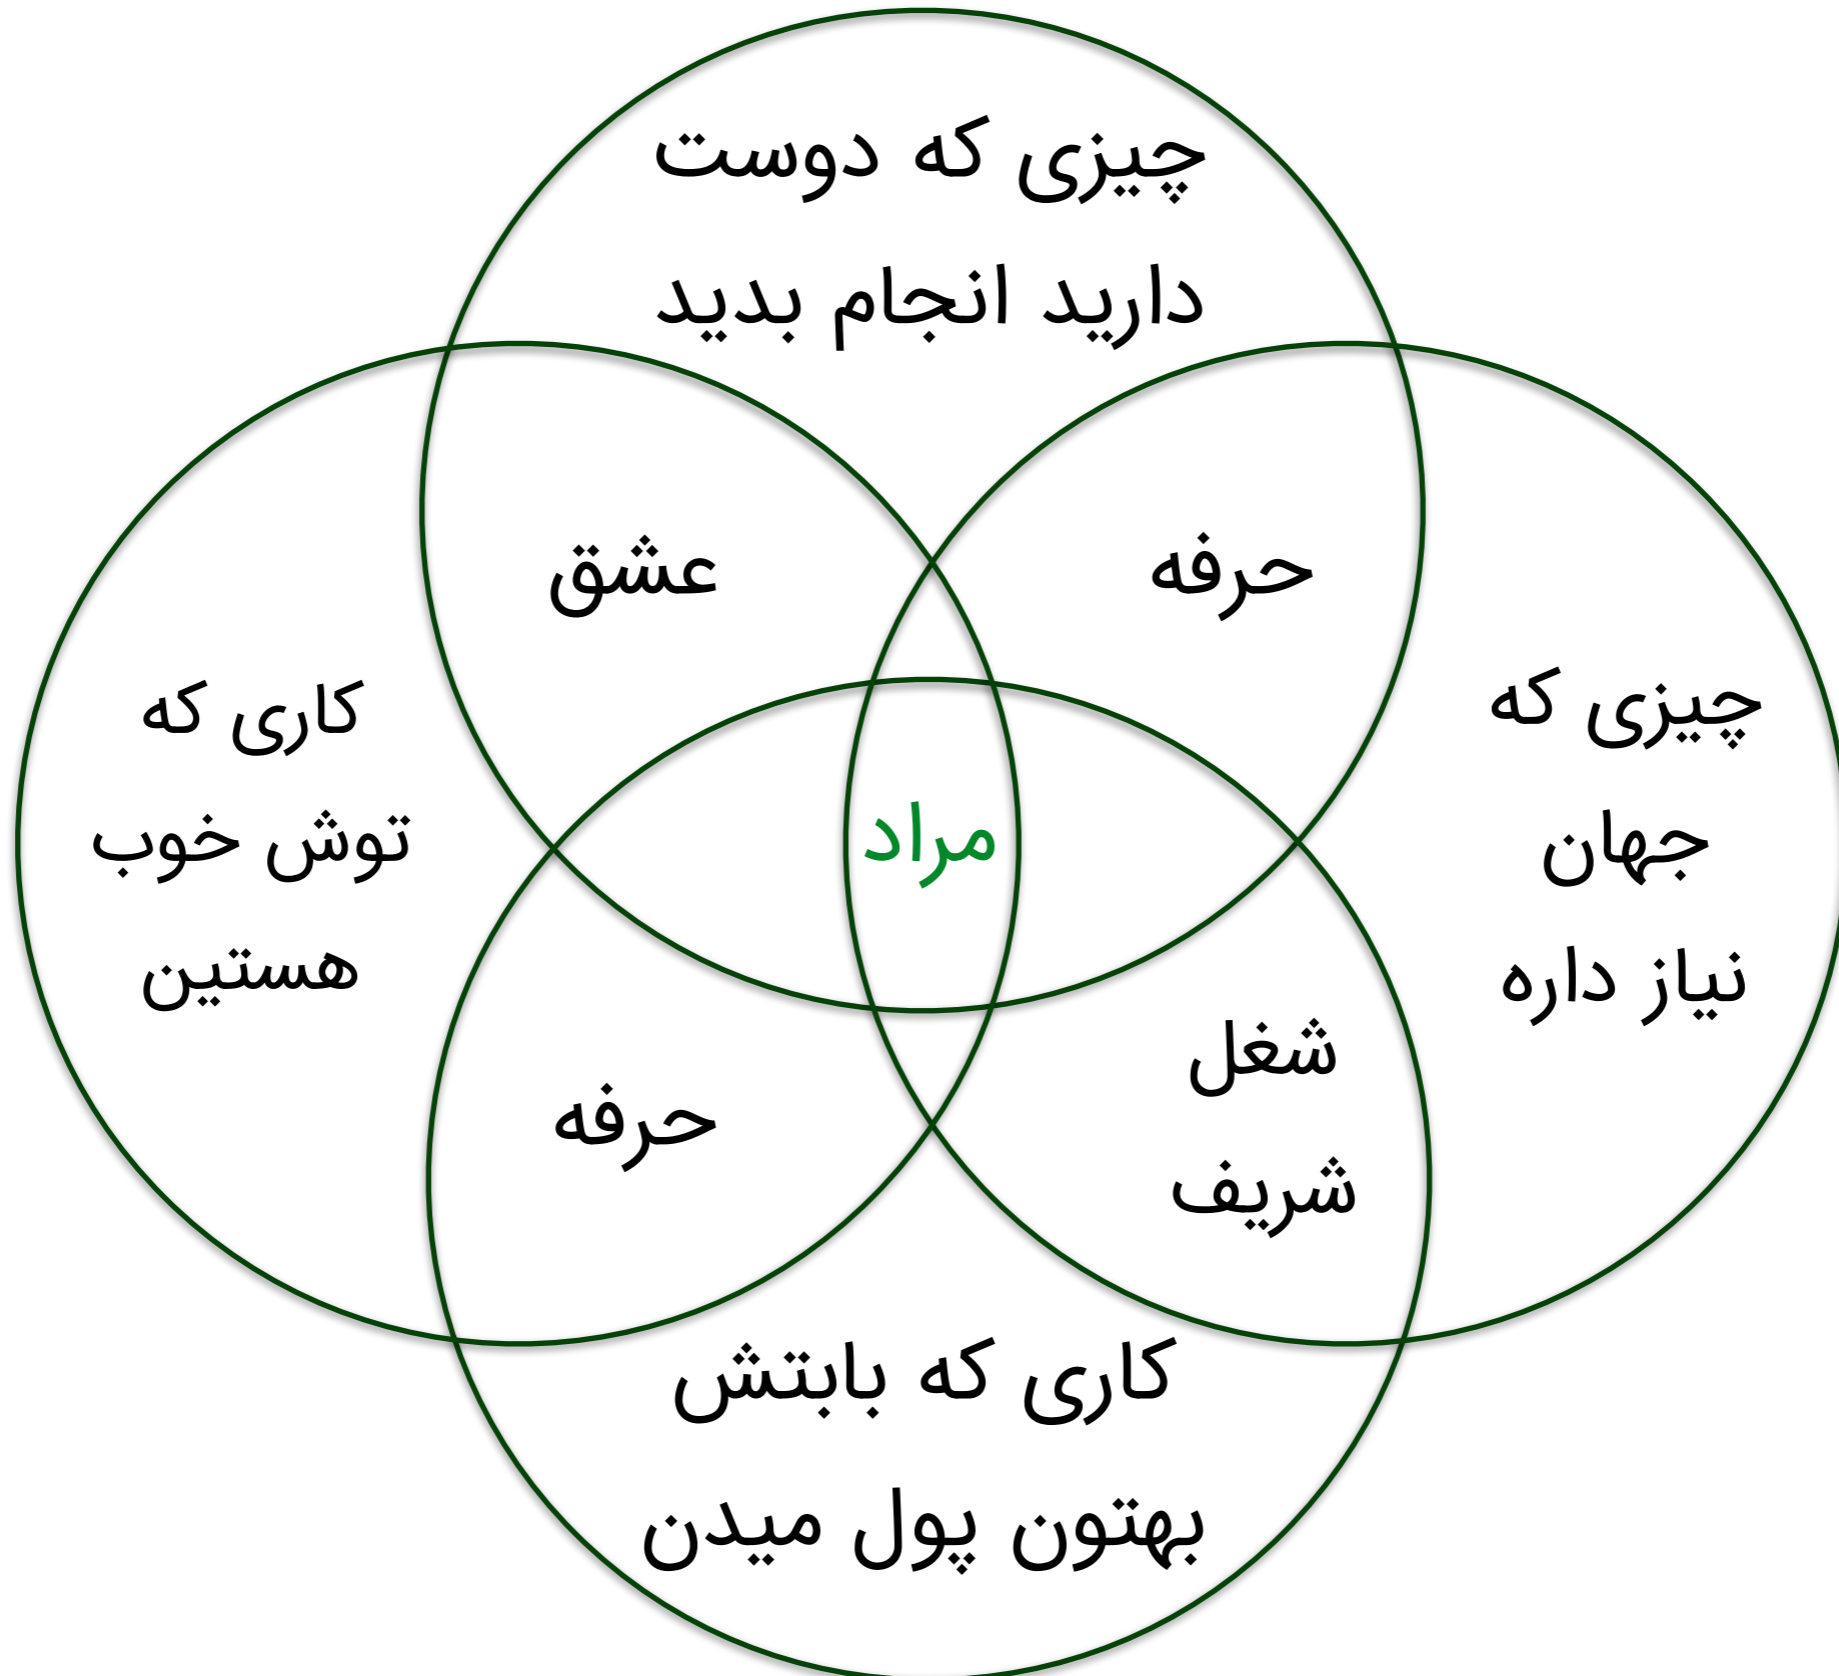 چیزی که دوست
دارید انجام بدید
عشق
حرفه
کاری که
توش خوب
هستین
مراد
چیزی که
جهان
نیاز داره
حرفه
شغل
شریف
کاری که بابتش
بهتون پول میدن